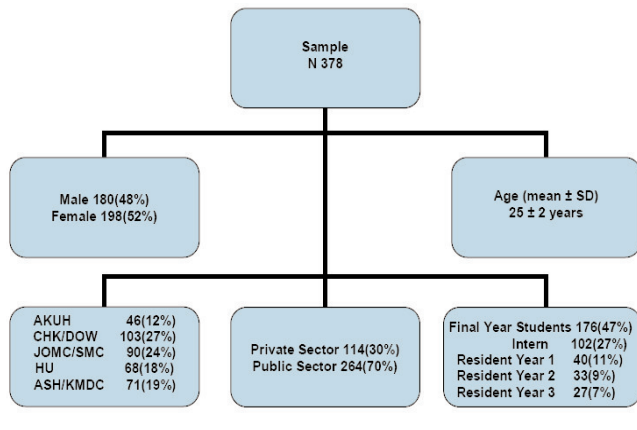 Sample
N 378
Male 180(48%)
Female 198(52%)
Age (mean ± SD)
25 ± 2 years
AKUH 46(12%)
CHK/DOW 103(27%)
JOMC/SMC 90(24%)
HU 68(18%)
ASH/KMDC 71(19%)
Private Sector 114(30%)
Public Sector 264(70%)
Final Year Students 176(47%)
Intern 102(27%)
Resident Year 1 40(11%)
Resident Year 2 33(9%)
Resident Year 3 27(7%)